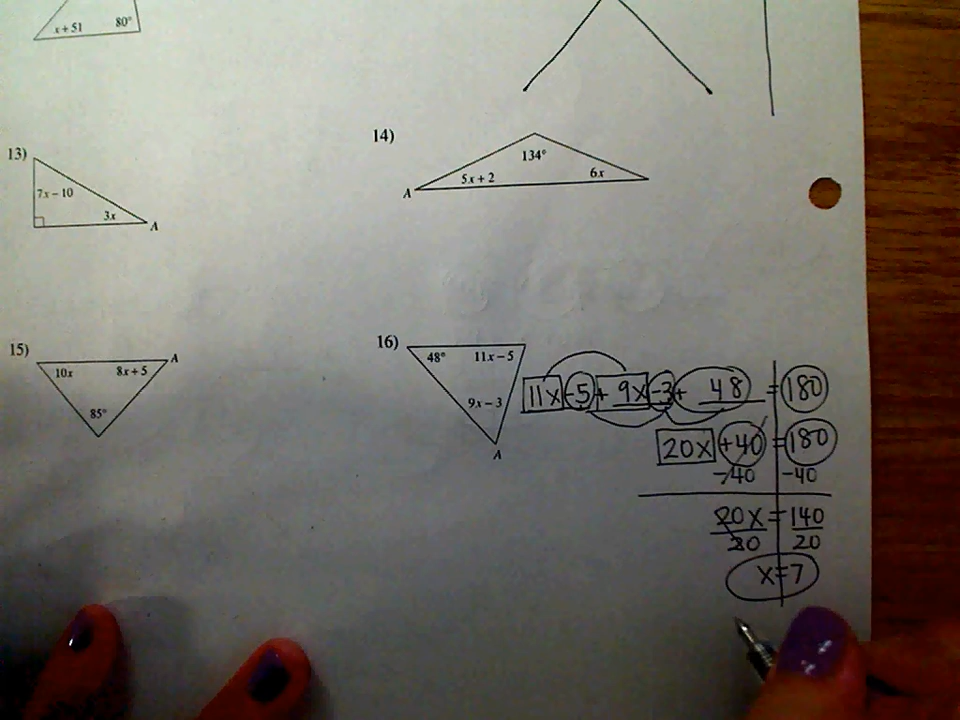 x + 51 80°
13)
7x − 10
3x A
14)
134°
A 5x + 2 6x
15)
A
10x 8x + 5
85°
16)
48° 11x − 5
9x − 3
A
11x -5 + 9x -3 + 48 = 180
20x +40 = 180
-40 -40
20x = 140
20 20
x = 7